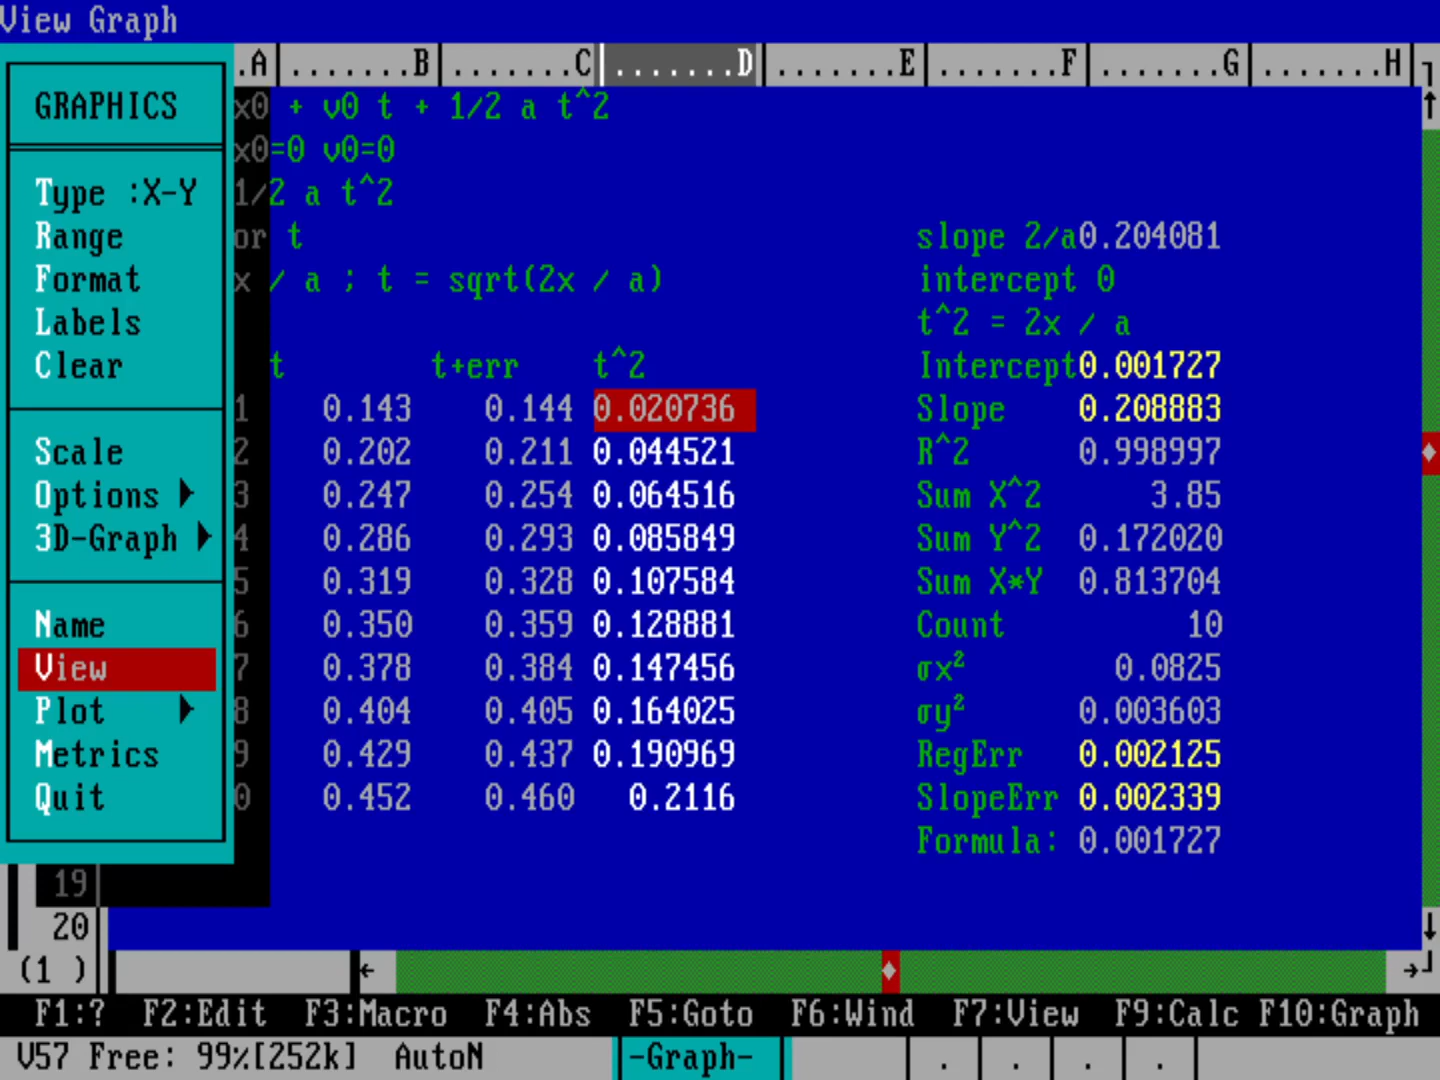 View Graph
.A .......B .......C .......D .......E .......F .......G .......H
GRAPHICS
Type :X-Y
Range
Format
Labels
Clear
Scale
Options ►
3D-Graph ►
Name
View
Plot ►
Metrics
Quit
x0 + v0 t + 1/2 a t^2
x0=0 v0=0
1/2 a t^2
or t
x / a ; t = sqrt(2x / a)
t t+err t^2
1 0.143 0.144 0.020736
2 0.202 0.211 0.044521
3 0.247 0.254 0.064516
4 0.286 0.293 0.085849
5 0.319 0.328 0.107584
6 0.350 0.359 0.128881
7 0.378 0.384 0.147456
8 0.404 0.405 0.164025
9 0.429 0.437 0.190969
0 0.452 0.460 0.2116
slope 2/a0.204081
intercept 0
t^2 = 2x / a
Intercept0.001727
Slope 0.208883
R^2 0.998997
Sum X^2 3.85
Sum Y^2 0.172020
Sum X*Y 0.813704
Count 10
σx² 0.0825
σy² 0.003603
RegErr 0.002125
SlopeErr 0.002339
Formula: 0.001727
19
20
(1 )
F1:? F2:Edit F3:Macro F4:Abs F5:Goto F6:Wind F7:View F9:Calc F10:Graph
V57 Free: 99%[252k] AutoN -Graph- . . . .